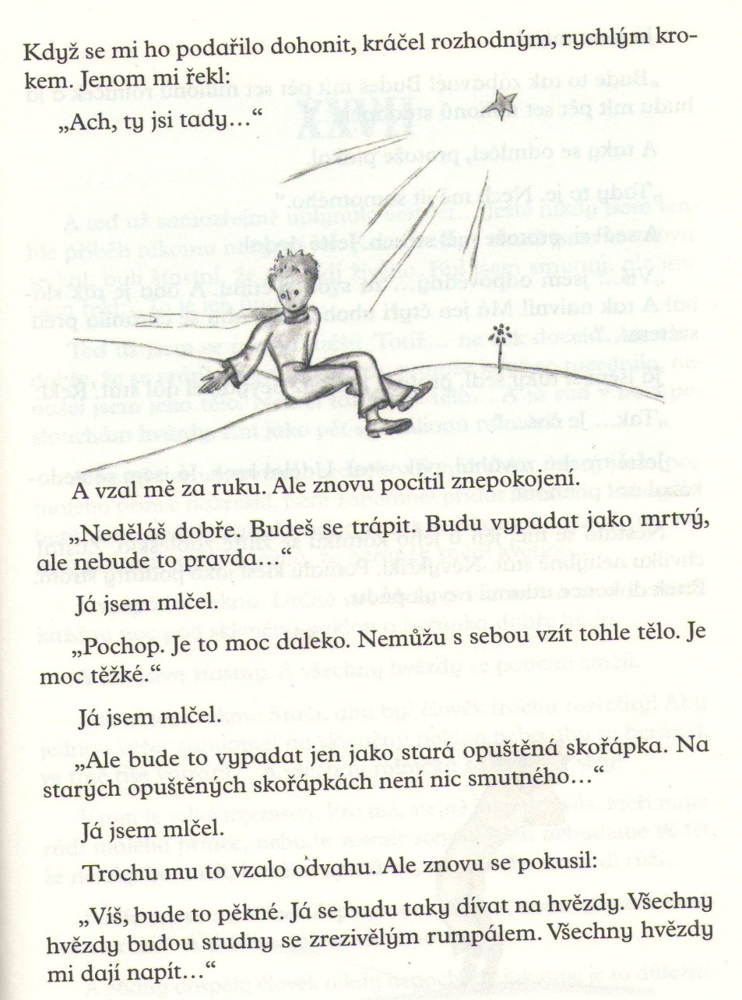 Když se mi ho podařilo dohonit, kráčel rozhodným, rychlým kro-
kem. Jenom mi řekl:
„Ach, ty jsi tady…“
A vzal mě za ruku. Ale znovu pocítil znepokojení.
„Neděláš dobře. Budeš se trápit. Budu vypadat jako mrtvý,
ale nebude to pravda…“
Já jsem mlčel.
„Pochop. Je to moc daleko. Nemůžu s sebou vzít tohle tělo. Je
moc těžké.“
Já jsem mlčel.
„Ale bude to vypadat jen jako stará opuštěná skořápka. Na
starých opuštěných skořápkách není nic smutného…“
Já jsem mlčel.
Trochu mu to vzalo odvahu. Ale znovu se pokusil:
„Víš, bude to pěkné. Já se budu taky dívat na hvězdy. Všechny
hvězdy budou studny se zrezivělým rumpálem. Všechny hvězdy
mi dají napít…“